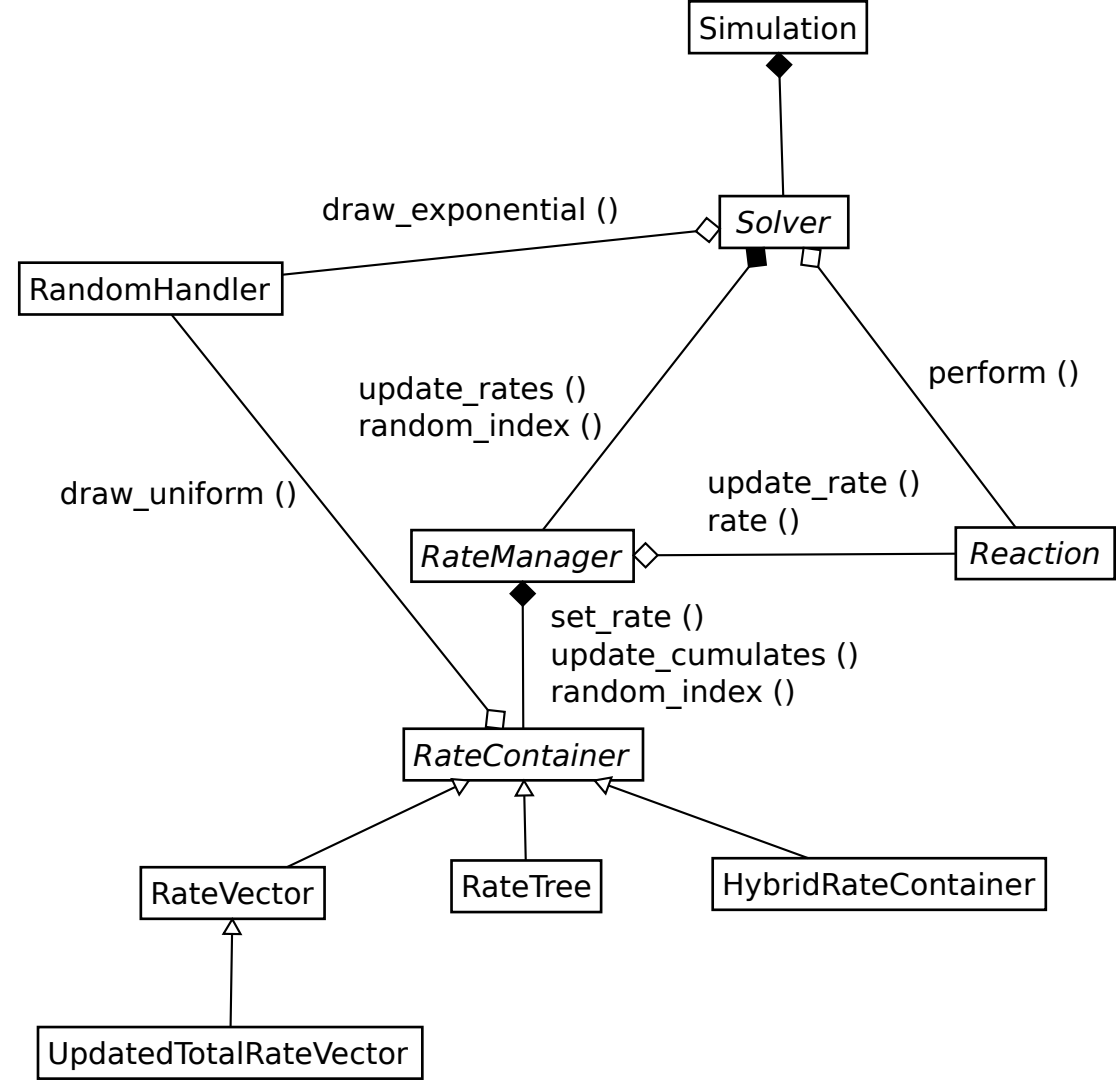 Simulation
draw_exponential ()
Solver
RandomHandler
perform ()
update_rates ()
random_index ()
draw_uniform ()
update_rate ()
rate ()
RateManager
Reaction
set_rate ()
update_cumulates ()
random_index ()
RateContainer
RateVector
RateTree
HybridRateContainer
UpdatedTotalRateVector